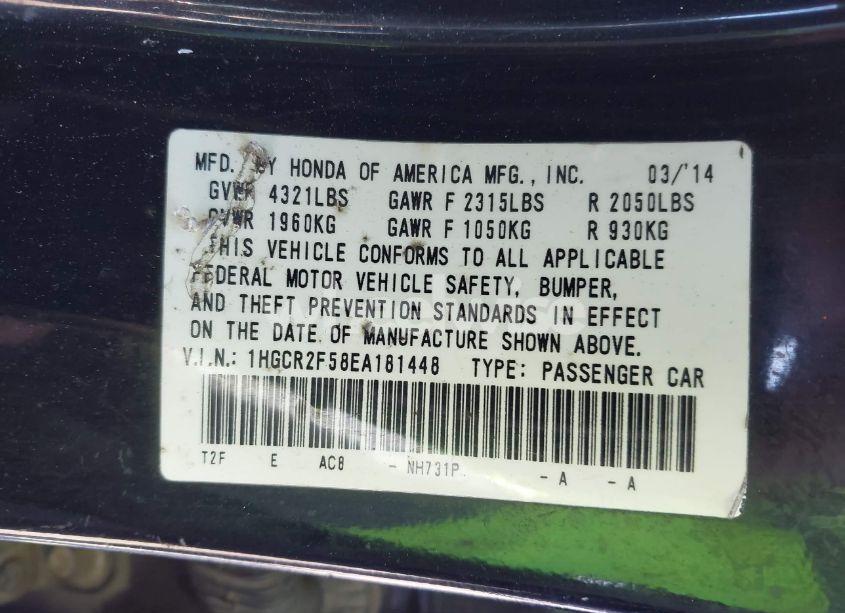 MFD. BY HONDA OF AMERICA MFG., INC. 03/'14
GVWR 4321LBS GAWR F 2315LBS R 2050LBS
GVWR 1960KG GAWR F 1050KG R 930KG
THIS VEHICLE CONFORMS TO ALL APPLICABLE
FEDERAL MOTOR VEHICLE SAFETY, BUMPER,
AND THEFT PREVENTION STANDARDS IN EFFECT
ON THE DATE OF MANUFACTURE SHOWN ABOVE.
V.I.N.: 1HGCR2F58EA181448 TYPE: PASSENGER CAR
T2F E AC8 - NH731P - A - A